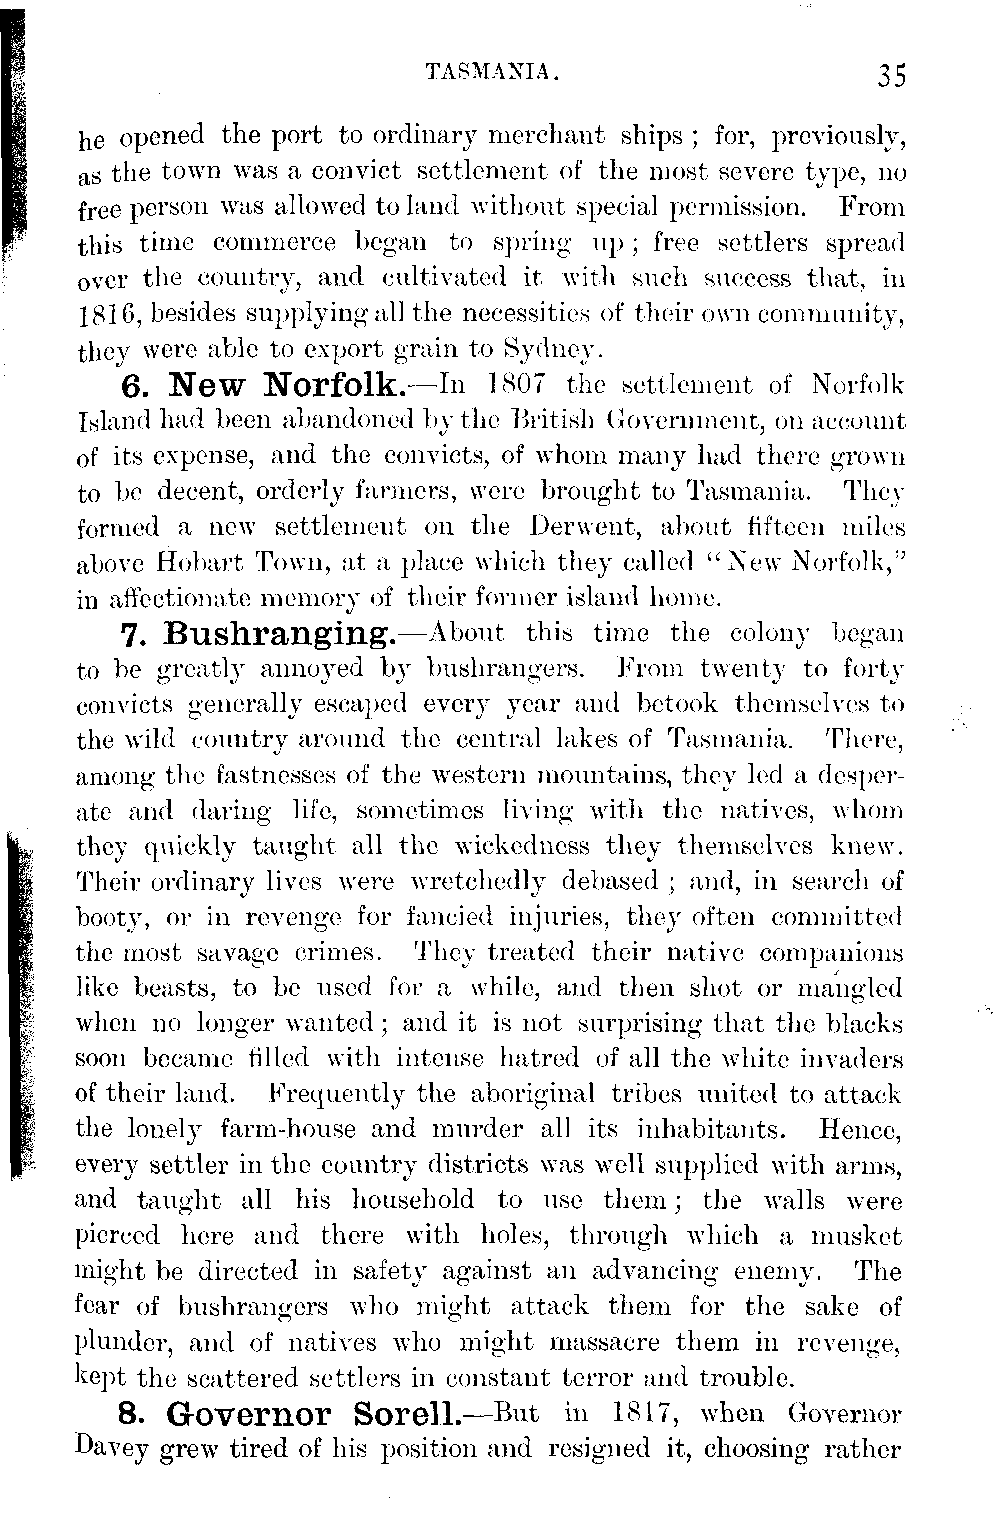 TASMANIA. 35
he opened the port to ordinary merchant ships ; for, previously,
as the town was a convict settlement of the most severe type, no
free person was allowed to land without special permission. From
this time commerce began to spring up ; free settlers spread
over the country, and cultivated it with such success that, in
1816, besides supplying all the necessities of their own community,
they were able to export grain to Sydney.
6. New Norfolk.—In 1807 the settlement of Norfolk
Island had been abandoned by the British Government, on account
of its expense, and the convicts, of whom many had there grown
to be decent, orderly farmers, were brought to Tasmania. They
formed a new settlement on the Derwent, about fifteen miles
above Hobart Town, at a place which they called “New Norfolk,”
in affectionate memory of their former island home.
7. Bushranging.—About this time the colony began
to be greatly annoyed by bushrangers. From twenty to forty
convicts generally escaped every year and betook themselves to
the wild country around the central lakes of Tasmania. There,
among the fastnesses of the western mountains, they led a desper-
ate and daring life, sometimes living with the natives, whom
they quickly taught all the wickedness they themselves knew.
Their ordinary lives were wretchedly debased ; and, in search of
booty, or in revenge for fancied injuries, they often committed
the most savage crimes. They treated their native companions
like beasts, to be used for a while, and then shot or mangled
when no longer wanted ; and it is not surprising that the blacks
soon became filled with intense hatred of all the white invaders
of their land. Frequently the aboriginal tribes united to attack
the lonely farm-house and murder all its inhabitants. Hence,
every settler in the country districts was well supplied with arms,
and taught all his household to use them ; the walls were
pierced here and there with holes, through which a musket
might be directed in safety against an advancing enemy. The
fear of bushrangers who might attack them for the sake of
plunder, and of natives who might massacre them in revenge,
kept the scattered settlers in constant terror and trouble.
8. Governor Sorell.—But in 1817, when Governor
Davey grew tired of his position and resigned it, choosing rather